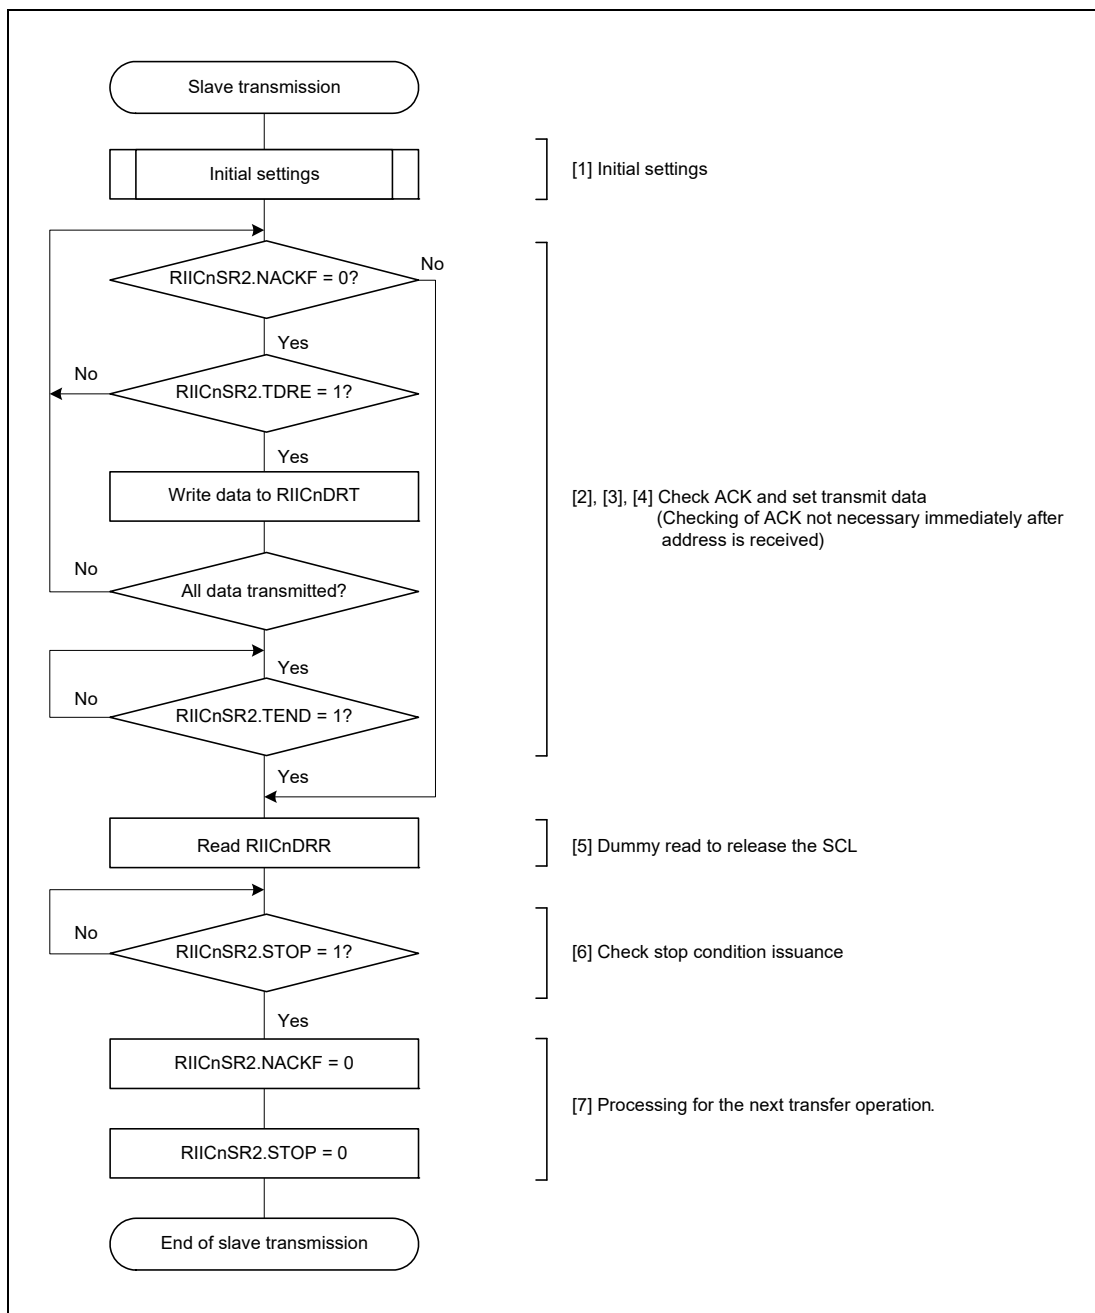 Slave transmission
Initial settings
[1] Initial settings
RIICnSR2.NACKF = 0?
No
Yes
No
RIICnSR2.TDRE = 1?
Yes
Write data to RIICnDRT
[2], [3], [4] Check ACK and set transmit data
(Checking of ACK not necessary immediately after
address is received)
No
All data transmitted?
Yes
No
RIICnSR2.TEND = 1?
Yes
Read RIICnDRR
[5] Dummy read to release the SCL
No
RIICnSR2.STOP = 1?
[6] Check stop condition issuance
Yes
RIICnSR2.NACKF = 0
[7] Processing for the next transfer operation.
RIICnSR2.STOP = 0
End of slave transmission